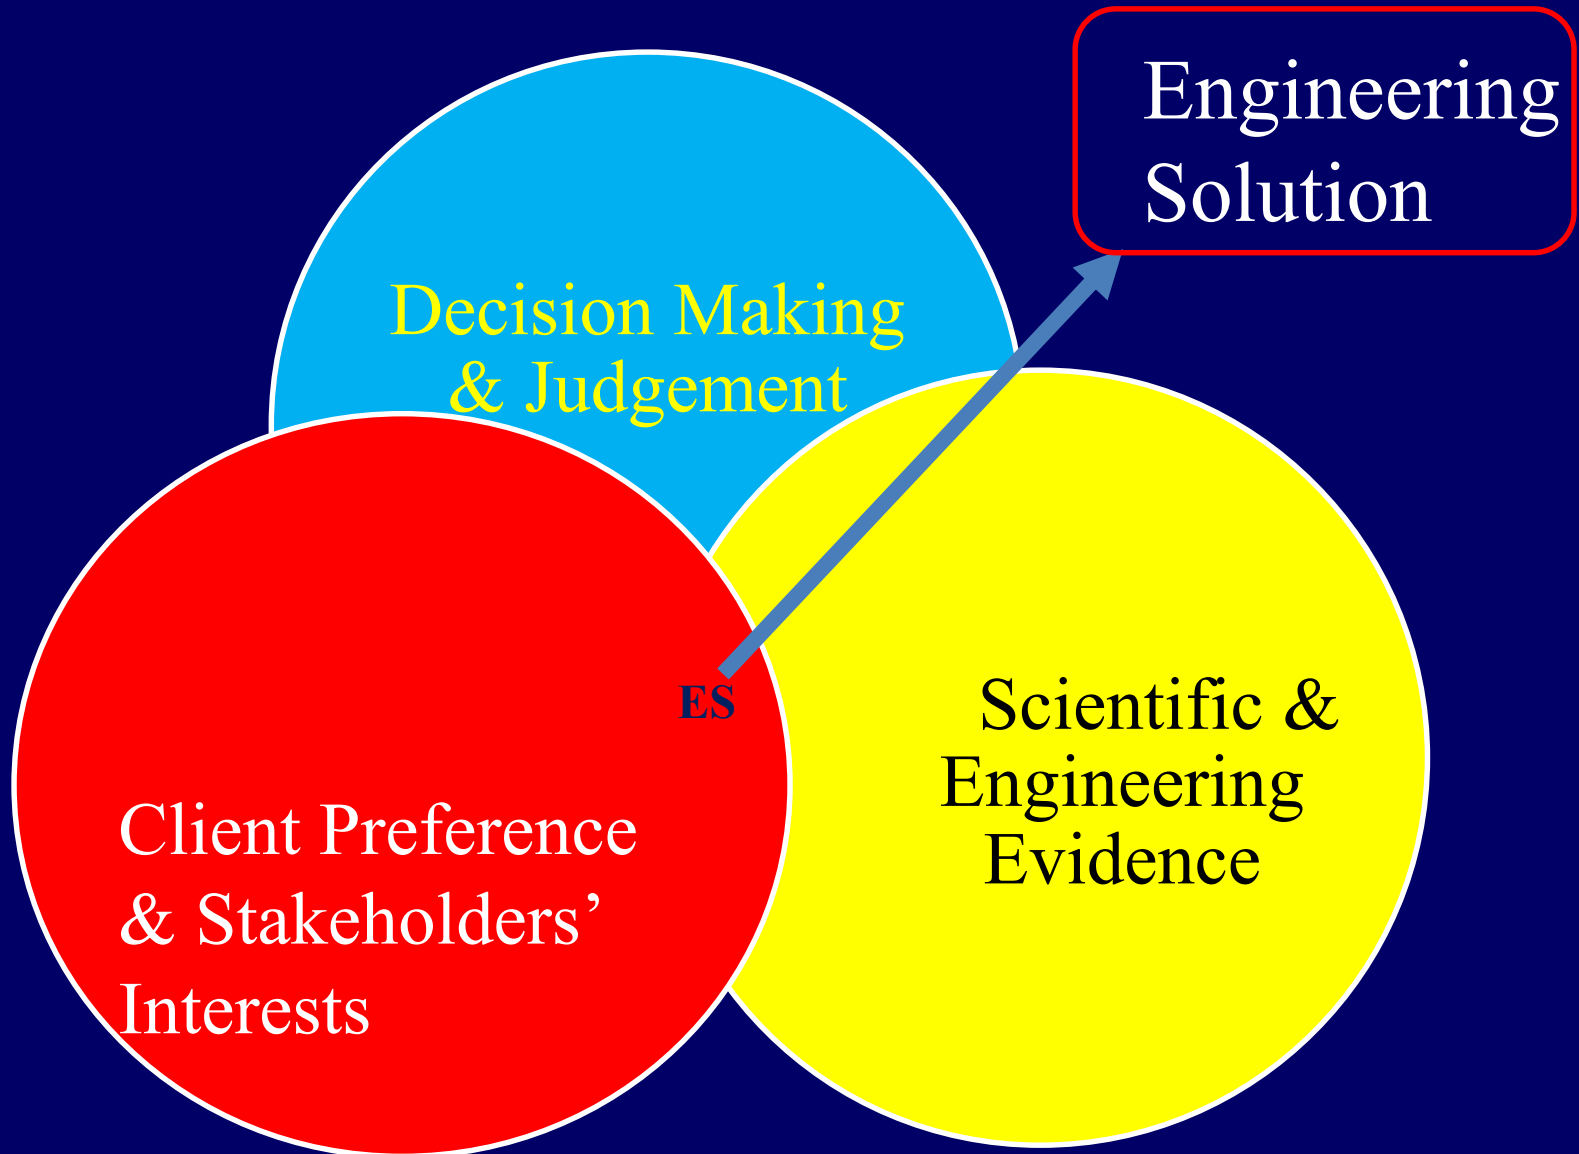 Engineering
Solution
Decision Making
& Judgement
ES
Scientific &
Engineering
Evidence
Client Preference
& Stakeholders’
Interests